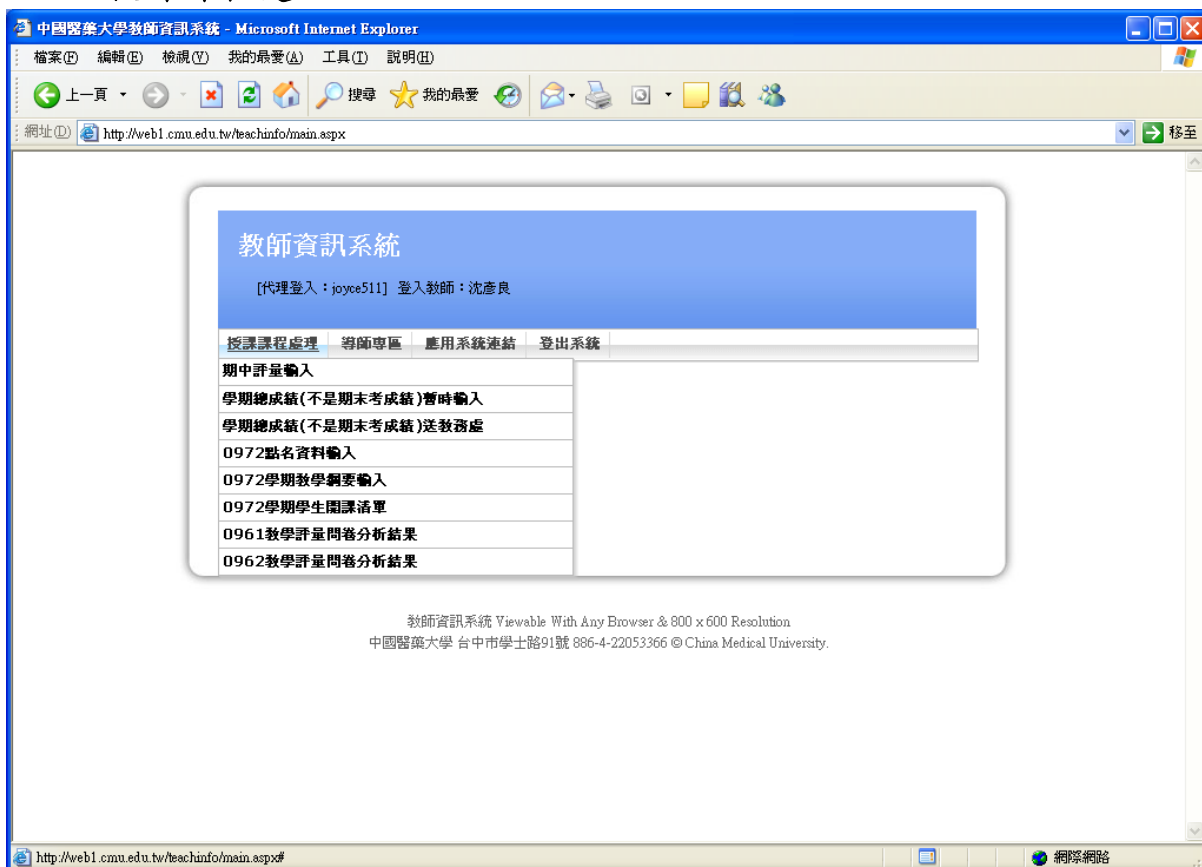 中國醫藥大學教師資訊系統 - Microsoft Internet Explorer
檔案(F) 編輯(E) 檢視(V) 我的最愛(A) 工具(T) 說明(H)
上一頁 搜尋 我的最愛
網址(D) http://web1.cmu.edu.tw/teachinfo/main.aspx 移至
教師資訊系統
[代理登入：joyce511] 登入教師：沈彥良
授課課程處理 導師專區 應用系統連結 登出系統
期中評量輸入
學期總成績(不是期末考成績)暫時輸入
學期總成績(不是期末考成績)送教務處
0972點名資料輸入
0972學期教學綱要輸入
0972學期學生開課清單
0961教學評量問卷分析結果
0962教學評量問卷分析結果
教師資訊系統 Viewable With Any Browser & 800 x 600 Resolution
中國醫藥大學 台中市學士路91號 886-4-22053366 © China Medical University.
http://web1.cmu.edu.tw/teachinfo/main.aspx# 網際網路